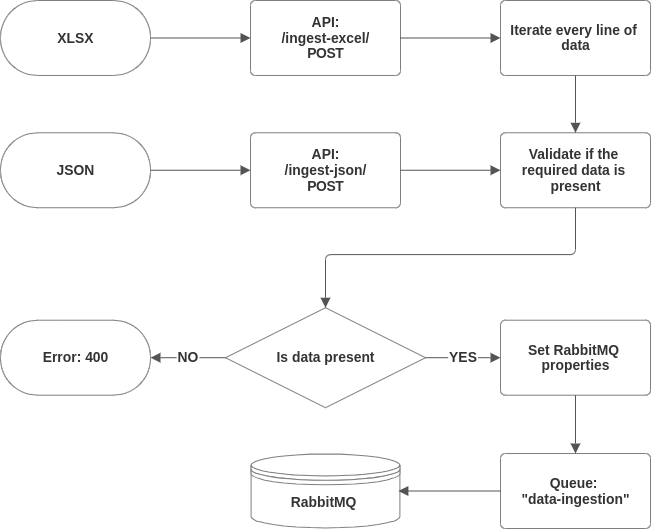 XLSX
API:
/ingest-excel/
POST
Iterate every line of
data
JSON
API:
/ingest-json/
POST
Validate if the
required data is
present
Error: 400
NO
Is data present
YES
Set RabbitMQ
properties
RabbitMQ
Queue:
"data-ingestion"